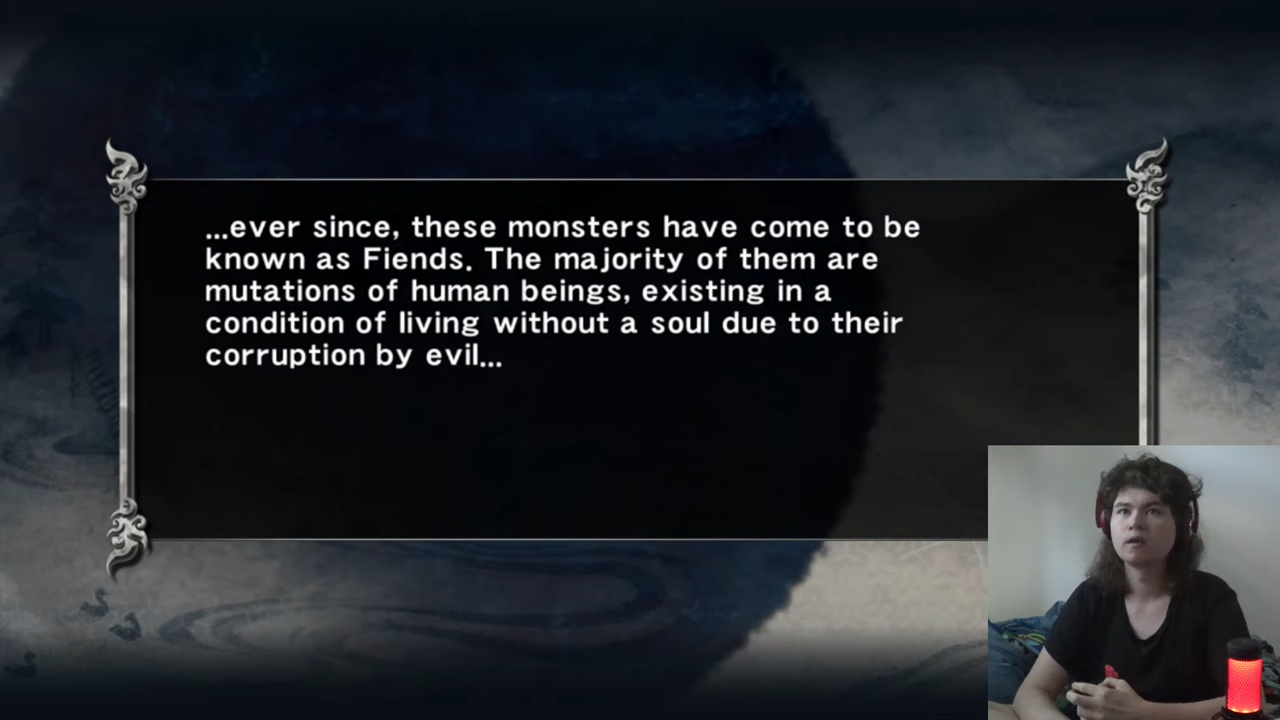 ...ever since, these monsters have come to be
known as Fiends. The majority of them are
mutations of human beings, existing in a
condition of living without a soul due to their
corruption by evil...